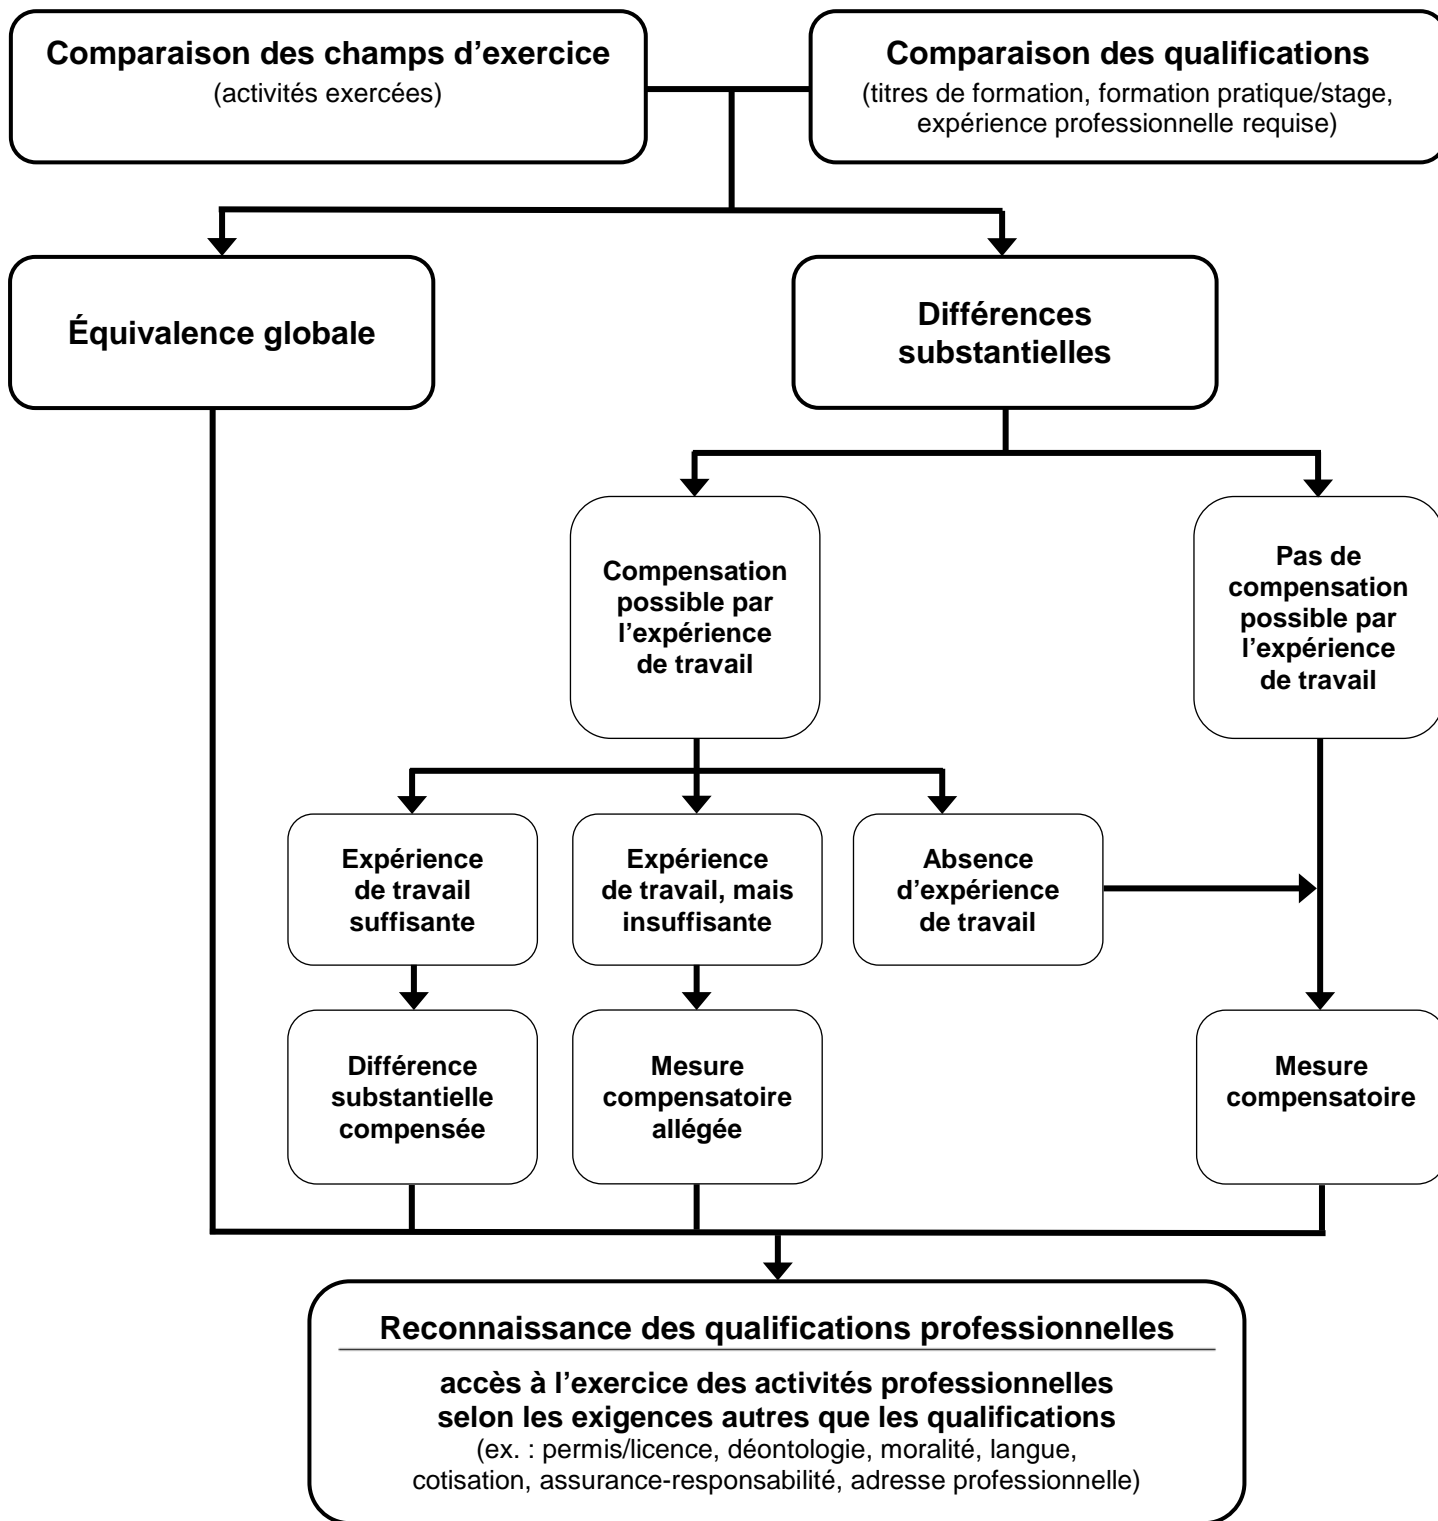 Comparaison des champs d’exercice
(activités exercées)
Comparaison des qualifications
(titres de formation, formation pratique/stage,
expérience professionnelle requise)
Équivalence globale
Différences
substantielles
Compensation
possible par
l’expérience
de travail
Pas de
compensation
possible par
l’expérience
de travail
Expérience
de travail
suffisante
Expérience
de travail, mais
insuffisante
Absence
d’expérience
de travail
Différence
substantielle
compensée
Mesure
compensatoire
allégée
Mesure
compensatoire
Reconnaissance des qualifications professionnelles
accès à l’exercice des activités professionnelles
selon les exigences autres que les qualifications
(ex. : permis/licence, déontologie, moralité, langue,
cotisation, assurance-responsabilité, adresse professionnelle)